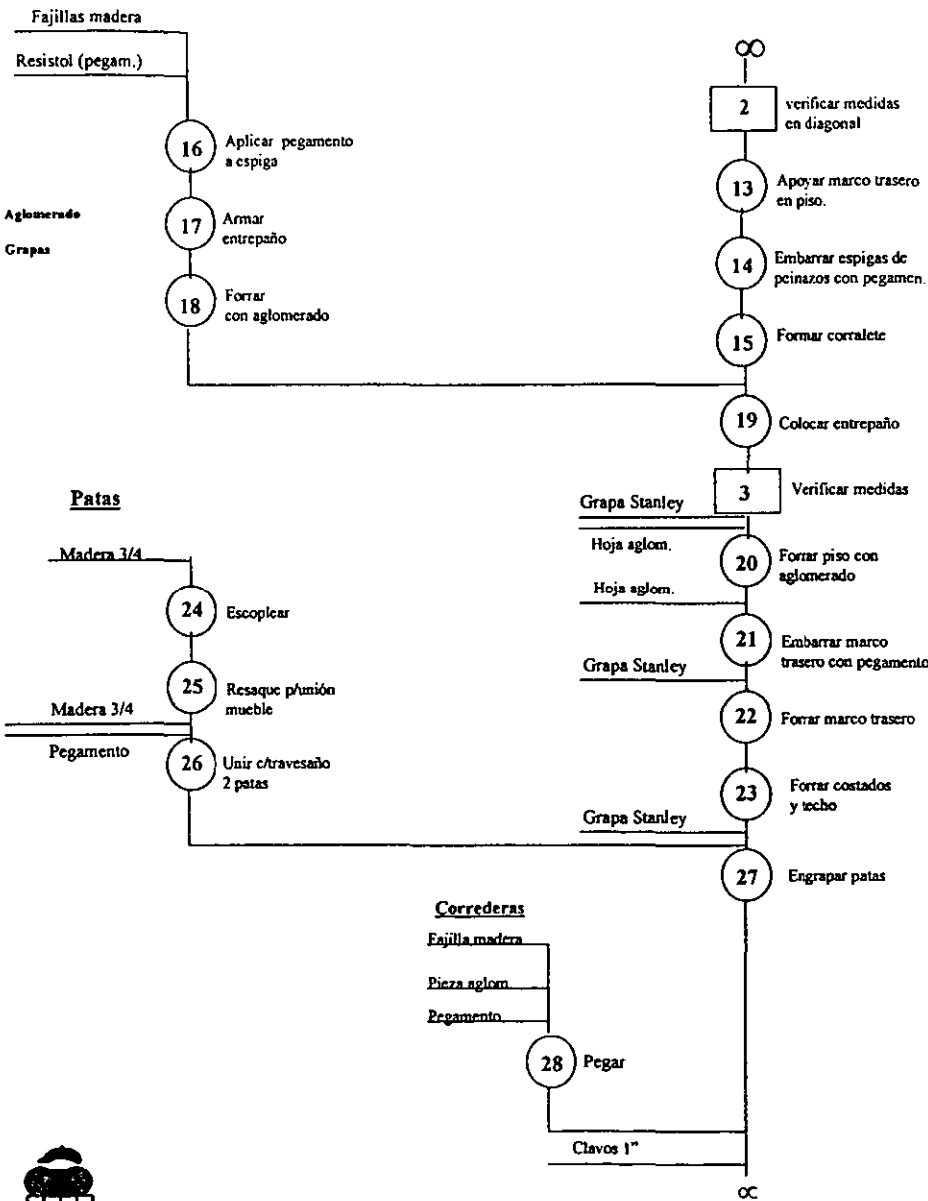 Fajillas madera
Resistol (pegam.)
16
Aplicar pegamento
a espiga
Aglomerado
17
Armar
entrepaño
Grapas
18
Forrar
con aglomerado
∞
2
verificar medidas
en diagonal
13
Apoyar marco trasero
en piso.
14
Embarrar espigas de
peinazos con pegamen.
15
Formar corralete
19
Colocar entrepaño
3
Verificar medidas
Grapa Stanley
Hoja aglom.
20
Forrar piso con
aglomerado
Hoja aglom.
21
Embarrar marco
trasero con pegamento
Grapa Stanley
22
Forrar marco trasero
23
Forrar costados
y techo
Patas
Madera 3/4
24
Escoplear
25
Resaque p/unión
mueble
Madera 3/4
Pegamento
26
Unir c/travesaño
2 patas
Grapa Stanley
27
Engrapar patas
Correderas
Fajilla madera
Pieza aglom.
Pegamento
28
Pegar
Clavos 1"
∝